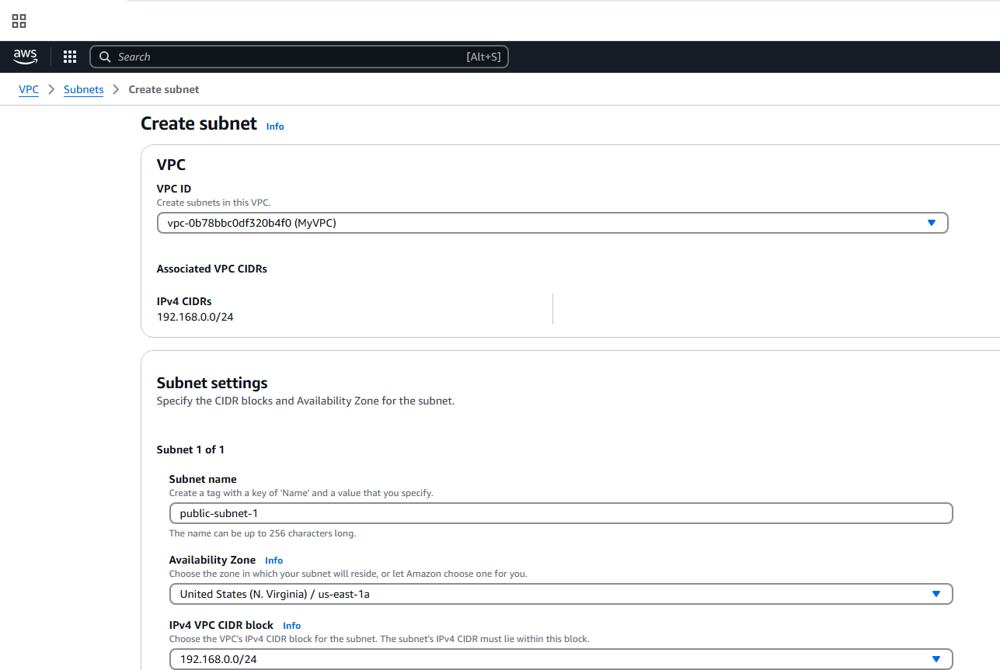 aws
Search [Alt+S]
VPC > Subnets > Create subnet
Create subnet Info
VPC
VPC ID
Create subnets in this VPC.
vpc-0b78bbc0df320b4f0 (MyVPC)
Associated VPC CIDRs
IPv4 CIDRs
192.168.0.0/24
Subnet settings
Specify the CIDR blocks and Availability Zone for the subnet.
Subnet 1 of 1
Subnet name
Create a tag with a key of 'Name' and a value that you specify.
public-subnet-1
The name can be up to 256 characters long.
Availability Zone Info
Choose the zone in which your subnet will reside, or let Amazon choose one for you.
United States (N. Virginia) / us-east-1a
IPv4 VPC CIDR block Info
Choose the VPC's IPv4 CIDR block for the subnet. The subnet's IPv4 CIDR must lie within this block.
192.168.0.0/24